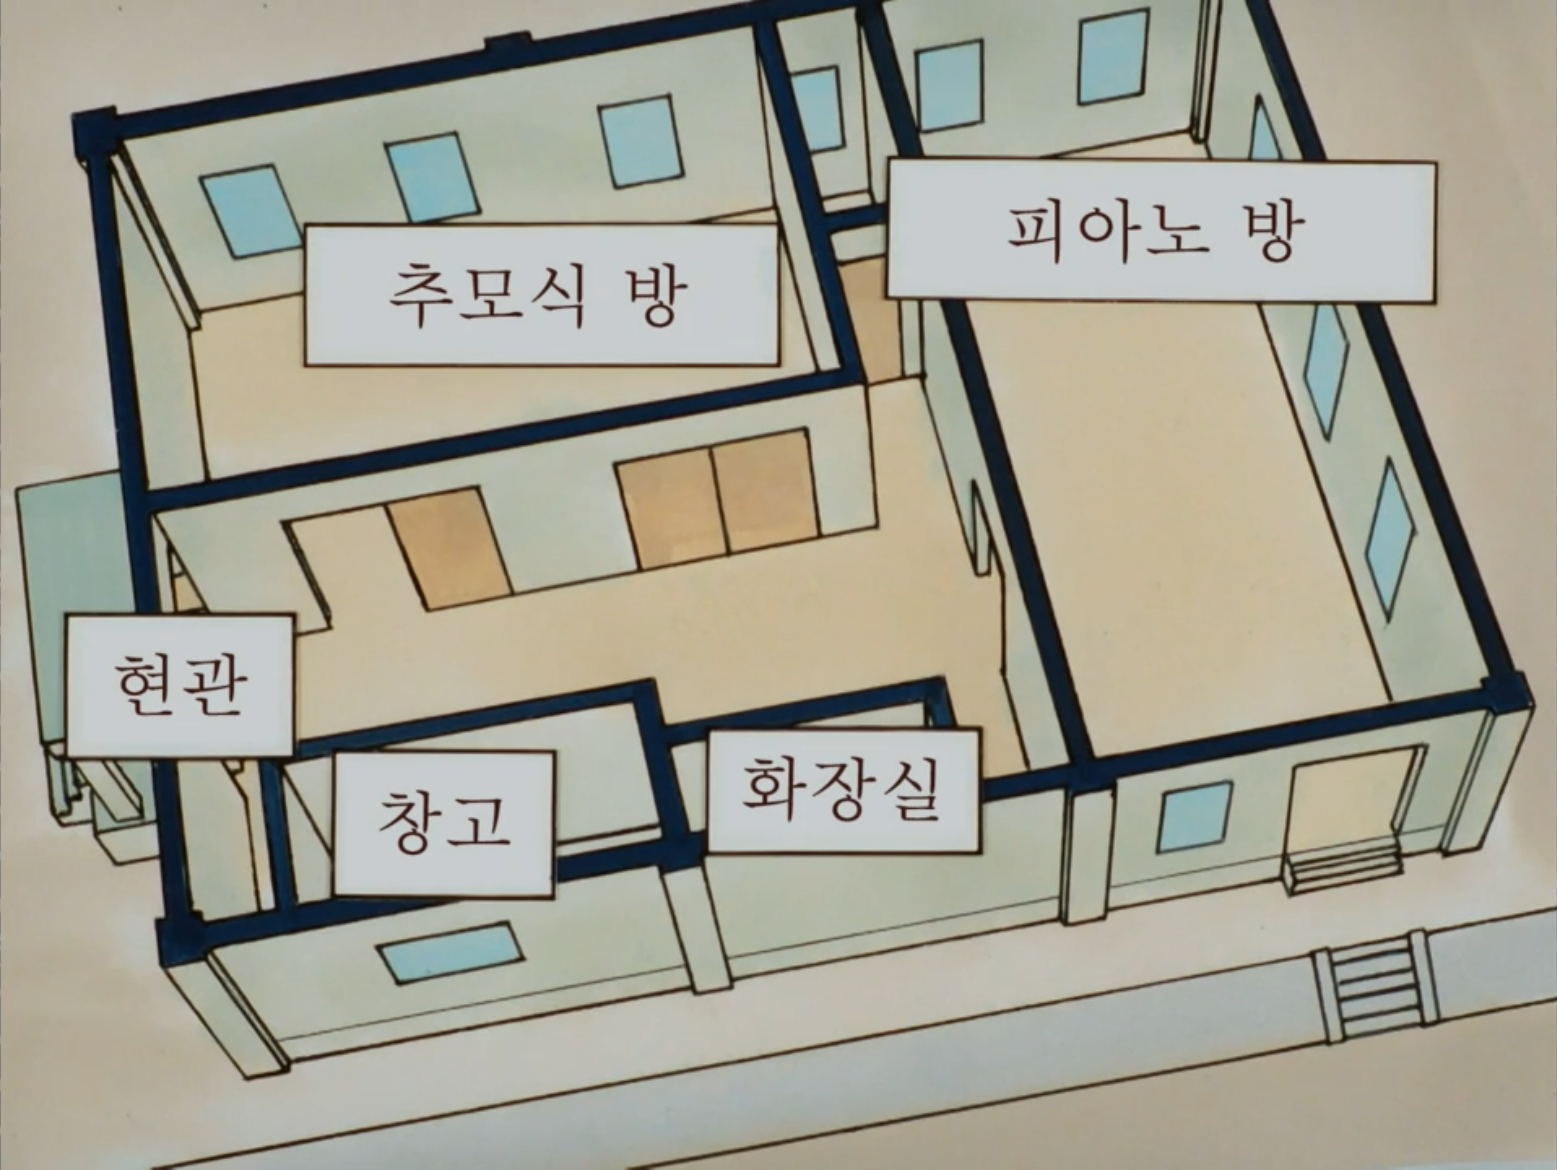 피아노 방
추모식 방
현관
창고
화장실